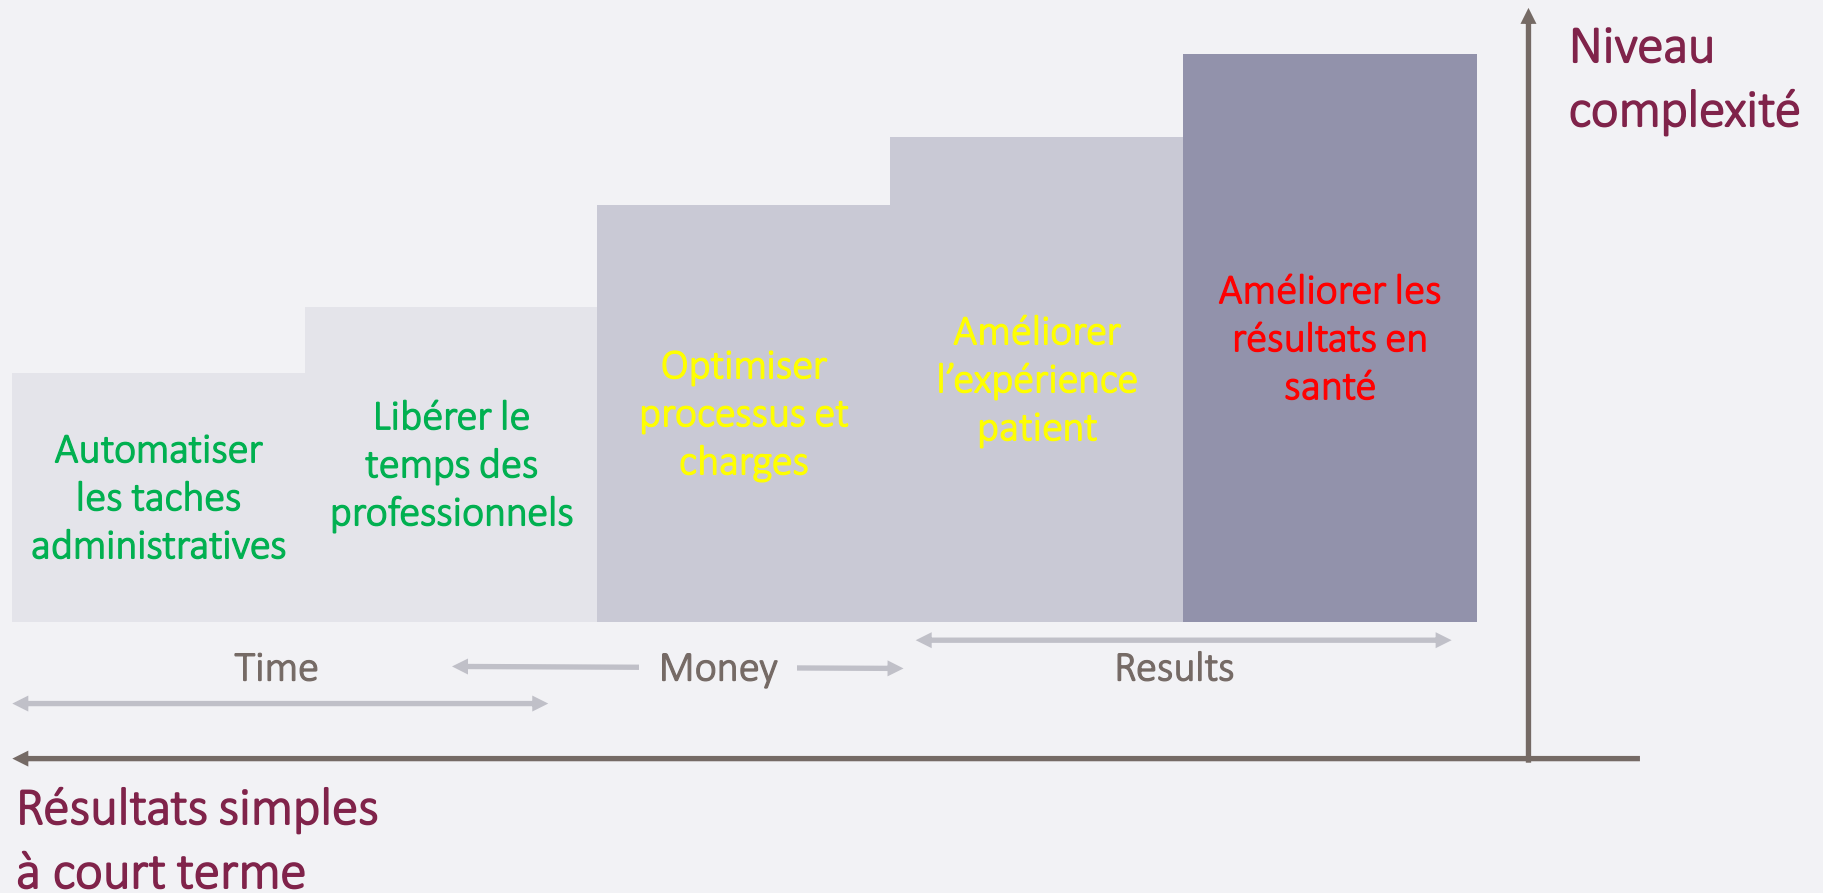 Niveau
complexité
Automatiser
les taches
administratives
Libérer le
temps des
professionnels
Optimiser
processus et
charges
Améliorer
l’expérience
patient
Améliorer les
résultats en
santé
Time
Money
Results
Résultats simples
à court terme